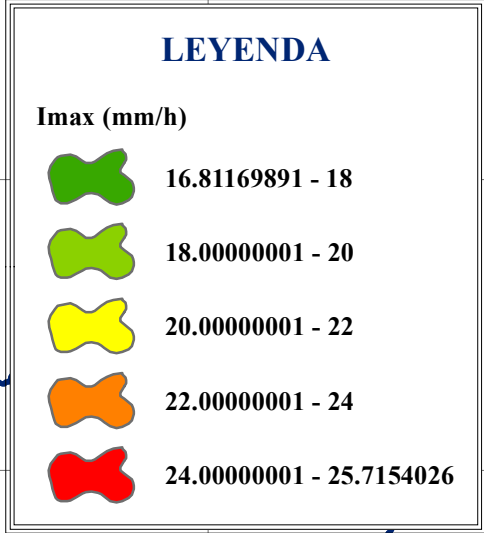 LEYENDA
Imax (mm/h)
16.81169891 - 18
18.00000001 - 20
20.00000001 - 22
22.00000001 - 24
24.00000001 - 25.7154026